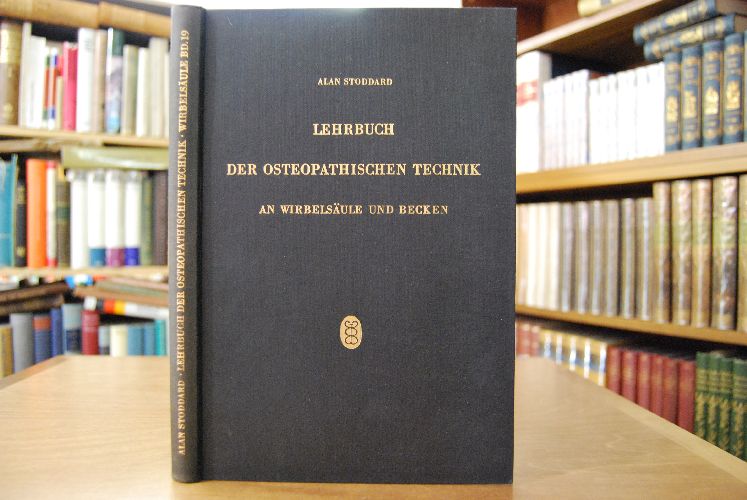 ALAN STODDARD · LEHRBUCH DER OSTEOPATHISCHEN TECHNIK · WIRBELSÄULE BD.19
ALAN STODDARD
LEHRBUCH
DER OSTEOPATHISCHEN TECHNIK
AN WIRBELSÄULE UND BECKEN